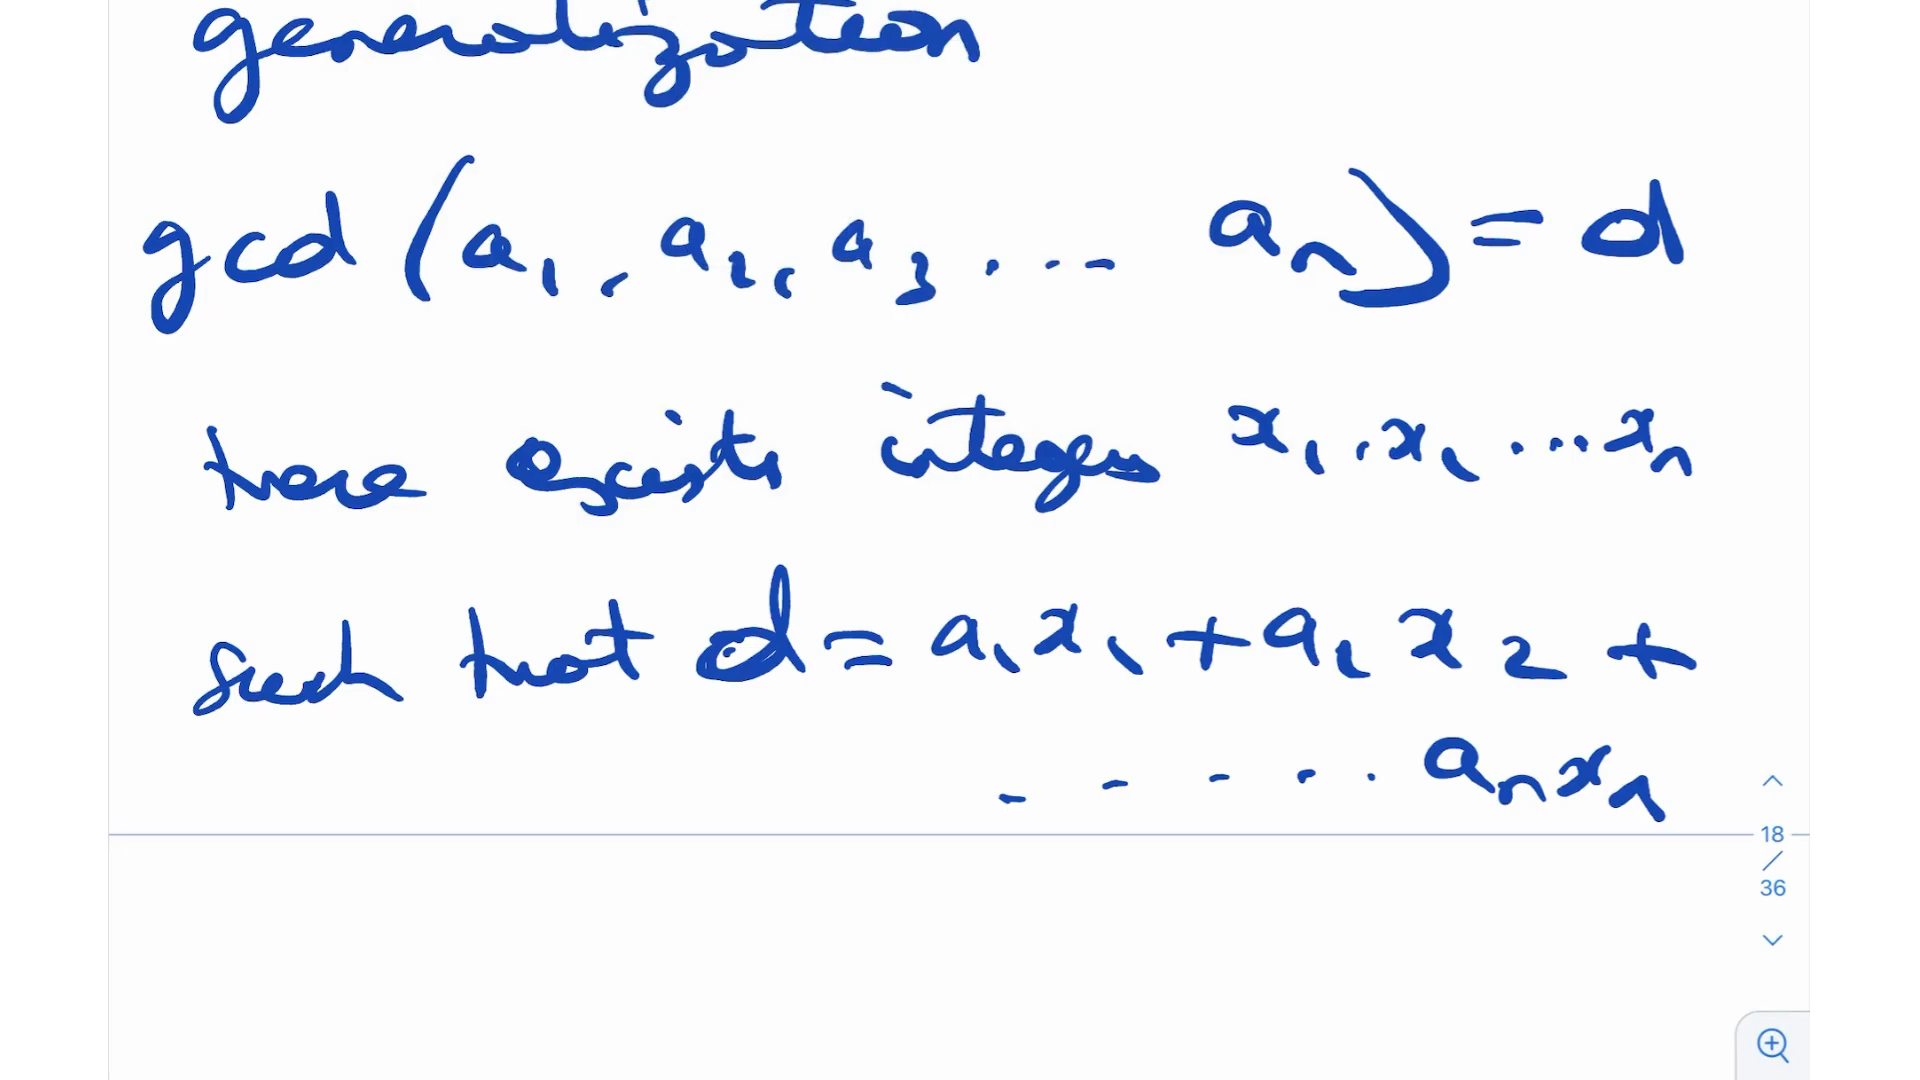 generalization
gcd (a₁, a₂, a₃ . . . . aₙ) = d
there exists integers x₁, x₂ ... xₙ
such that d = a₁x₁ + a₂x₂ +
- - - . . . aₙxₙ
18
/
36